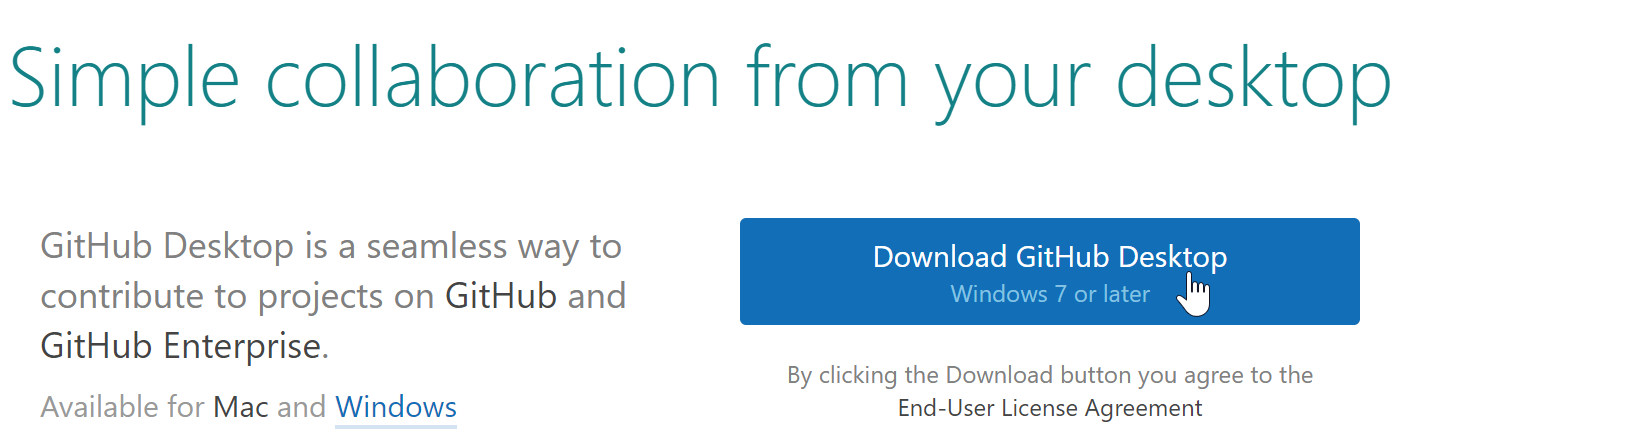 Simple collaboration from your desktop
GitHub Desktop is a seamless way to
contribute to projects on GitHub and
GitHub Enterprise.
Available for Mac and Windows
Download GitHub Desktop
Windows 7 or later
By clicking the Download button you agree to the
End-User License Agreement